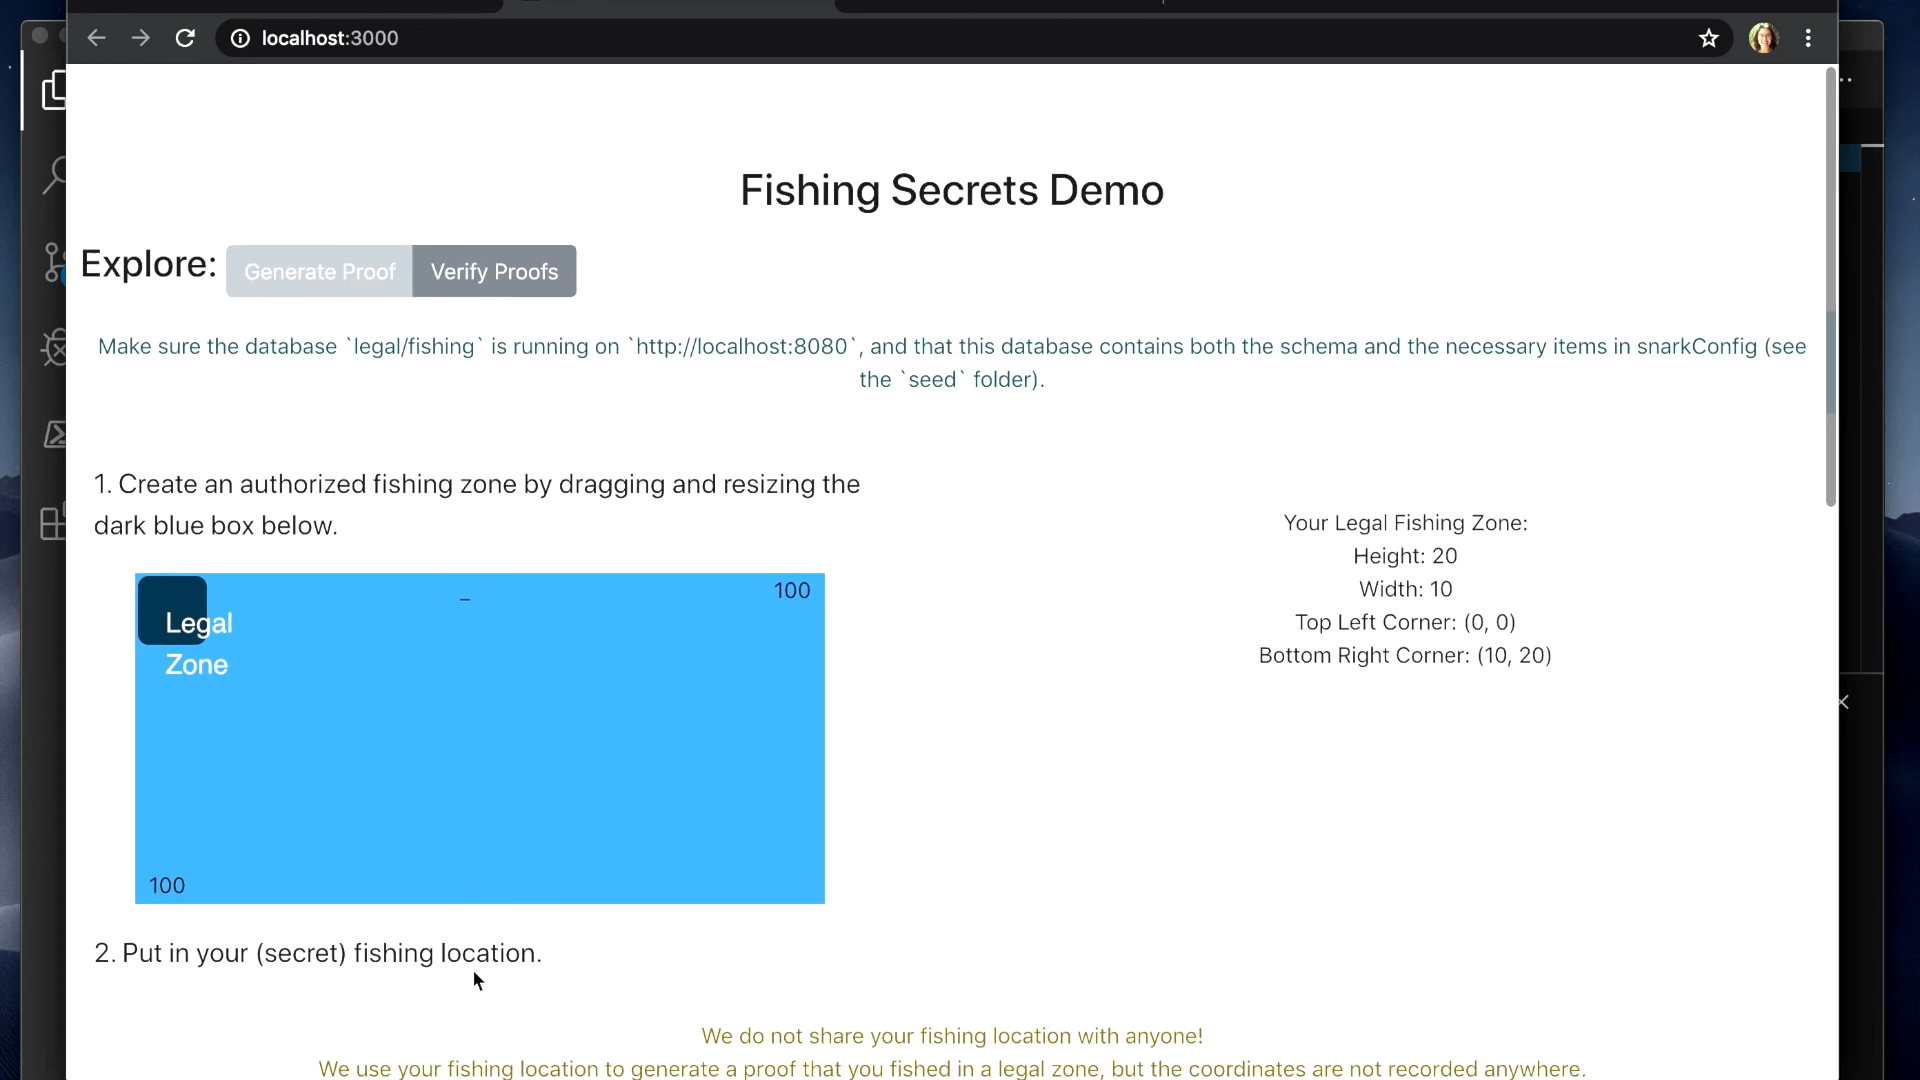 localhost:3000
Fishing Secrets Demo
Explore:
Generate Proof
Verify Proofs
Make sure the database `legal/fishing` is running on `http://localhost:8080`, and that this database contains both the schema and the necessary items in snarkConfig (see
the `seed` folder).
1. Create an authorized fishing zone by dragging and resizing the
dark blue box below.
Your Legal Fishing Zone:
Height: 20
Width: 10
Top Left Corner: (0, 0)
Bottom Right Corner: (10, 20)
100
Legal
Zone
100
2. Put in your (secret) fishing location.
We do not share your fishing location with anyone!
We use your fishing location to generate a proof that you fished in a legal zone, but the coordinates are not recorded anywhere.